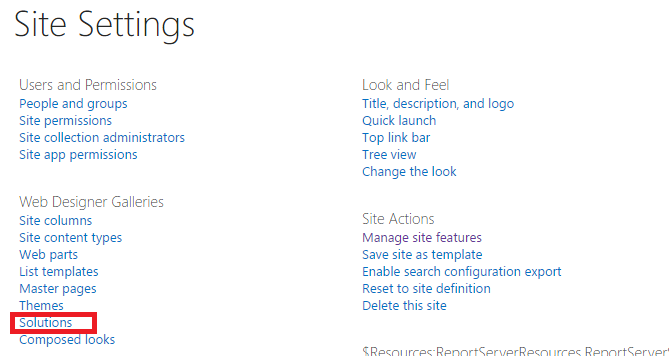 Site Settings
Users and Permissions
People and groups
Site permissions
Site collection administrators
Site app permissions
Web Designer Galleries
Site columns
Site content types
Web parts
List templates
Master pages
Themes
Solutions
Composed looks
Look and Feel
Title, description, and logo
Quick launch
Top link bar
Tree view
Change the look
Site Actions
Manage site features
Save site as template
Enable search configuration export
Reset to site definition
Delete this site
$Resources:ReportServerResources,ReportServer